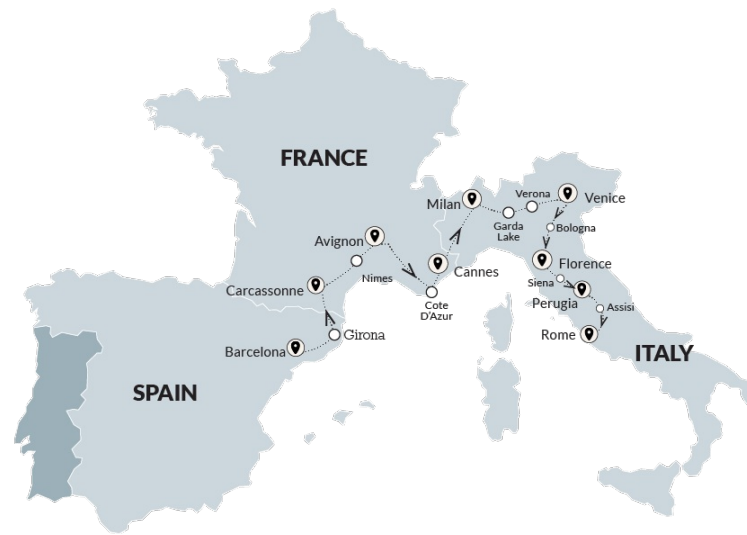 FRANCE
Verona
Milan
Venice
Garda
Lake
Bologna
Avignon
Nimes
Cannes
Florence
Carcassonne
Siena
Perugia
Cote
D'Azur
Assisi
Girona
Rome
Barcelona
ITALY
SPAIN